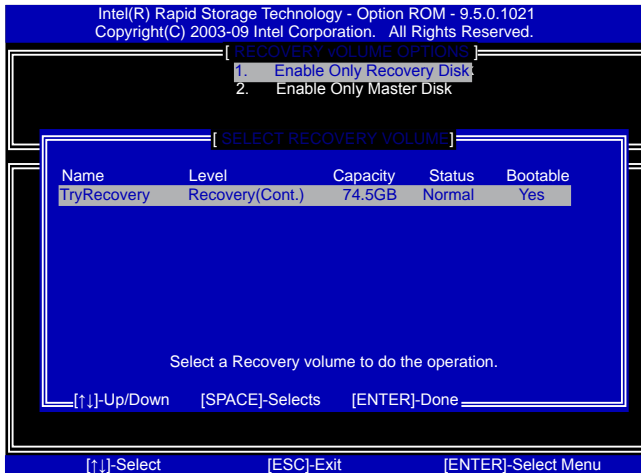 Intel(R) Rapid Storage Technology - Option ROM - 9.5.0.1021
Copyright(C) 2003-09 Intel Corporation. All Rights Reserved.
[ RECOVERY vOLUME OPTIONS ]
1. Enable Only Recovery Disk
2. Enable Only Master Disk
[ SELECT RECOVERY VOLUME]
Name Level Capacity Status Bootable
TryRecovery Recovery(Cont.) 74.5GB Normal Yes
Select a Recovery volume to do the operation.
[↑↓]-Up/Down [SPACE]-Selects [ENTER]-Done
[↑↓]-Select [ESC]-Exit [ENTER]-Select Menu